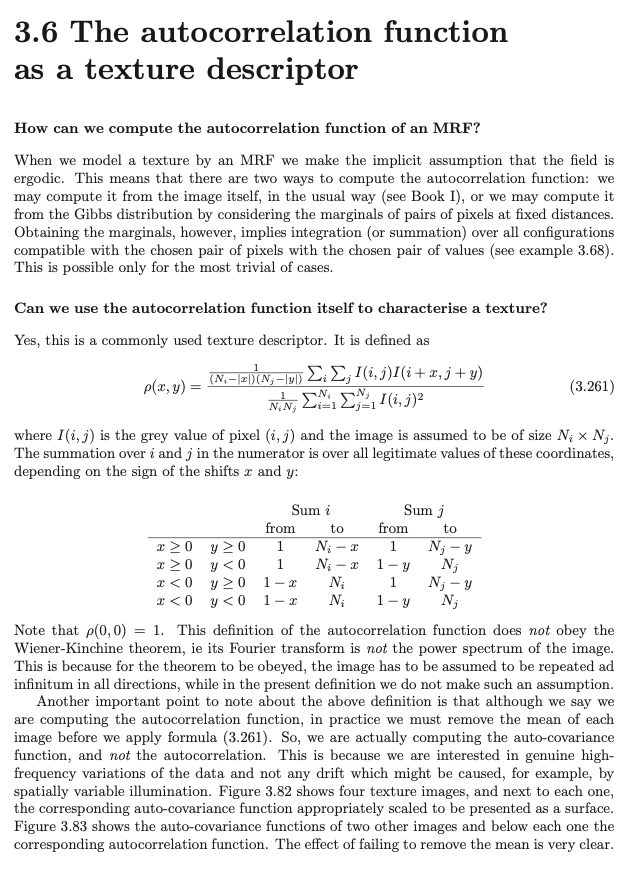 3.6 The autocorrelation function
as a texture descriptor
How can we compute the autocorrelation function of an MRF?
When we model a texture by an MRF we make the implicit assumption that the field is
ergodic. This means that there are two ways to compute the autocorrelation function: we
may compute it from the image itself, in the usual way (see Book I), or we may compute it
from the Gibbs distribution by considering the marginals of pairs of pixels at fixed distances.
Obtaining the marginals, however, implies integration (or summation) over all configurations
compatible with the chosen pair of pixels with the chosen pair of values (see example 3.68).
This is possible only for the most trivial of cases.
Can we use the autocorrelation function itself to characterise a texture?
Yes, this is a commonly used texture descriptor. It is defined as
ρ(x, y) = \frac{\frac{1}{(N_i−|x|)(N_j−|y|)} \sum_i \sum_j I(i, j)I(i + x, j + y)}{\frac{1}{N_i N_j} \sum_{i=1}^{N_i} \sum_{j=1}^{N_j} I(i, j)^2} (3.261)
where I(i, j) is the grey value of pixel (i, j) and the image is assumed to be of size N_i × N_j.
The summation over i and j in the numerator is over all legitimate values of these coordinates,
depending on the sign of the shifts x and y:
Sum i Sum j
from to from to
x ≥ 0 y ≥ 0 1 N_i − x 1 N_j − y
x ≥ 0 y < 0 1 N_i − x 1 − y N_j
x < 0 y ≥ 0 1 − x N_i 1 N_j − y
x < 0 y < 0 1 − x N_i 1 − y N_j
Note that ρ(0, 0) = 1. This definition of the autocorrelation function does not obey the
Wiener-Kinchine theorem, ie its Fourier transform is not the power spectrum of the image.
This is because for the theorem to be obeyed, the image has to be assumed to be repeated ad
infinitum in all directions, while in the present definition we do not make such an assumption.
Another important point to note about the above definition is that although we say we
are computing the autocorrelation function, in practice we must remove the mean of each
image before we apply formula (3.261). So, we are actually computing the auto-covariance
function, and not the autocorrelation. This is because we are interested in genuine high-
frequency variations of the data and not any drift which might be caused, for example, by
spatially variable illumination. Figure 3.82 shows four texture images, and next to each one,
the corresponding auto-covariance function appropriately scaled to be presented as a surface.
Figure 3.83 shows the auto-covariance functions of two other images and below each one the
corresponding autocorrelation function. The effect of failing to remove the mean is very clear.